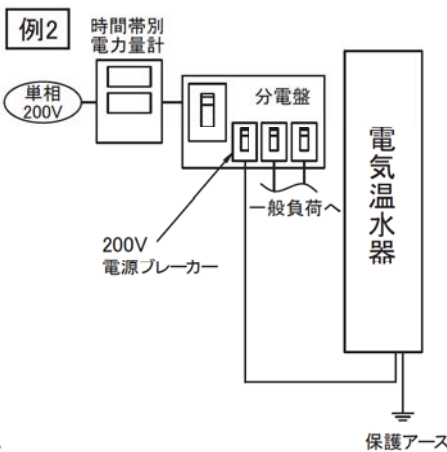 例2
時間帯別
電力量計
単相
200V
分電盤
一般負荷へ
200V
電源ブレーカー
電気温水器
保護アース